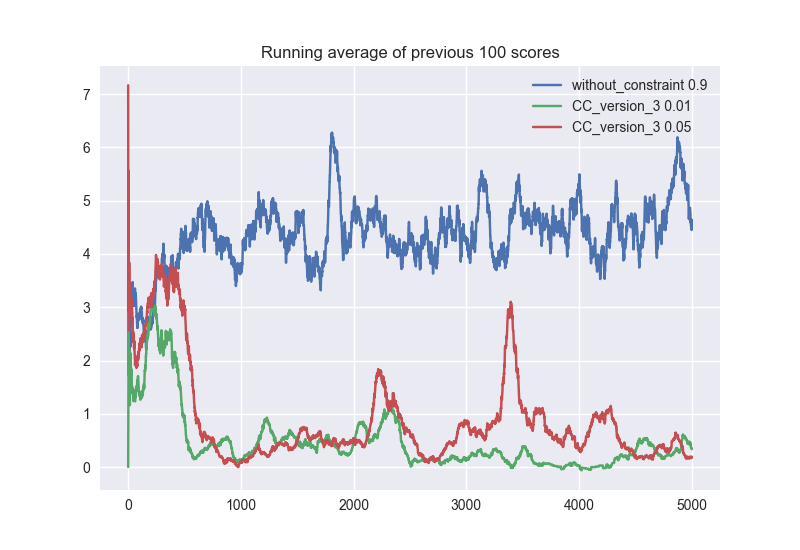 Running average of previous 100 scores
without_constraint 0.9
CC_version_3 0.01
CC_version_3 0.05
7
6
5
4
3
2
1
0
0 1000 2000 3000 4000 5000